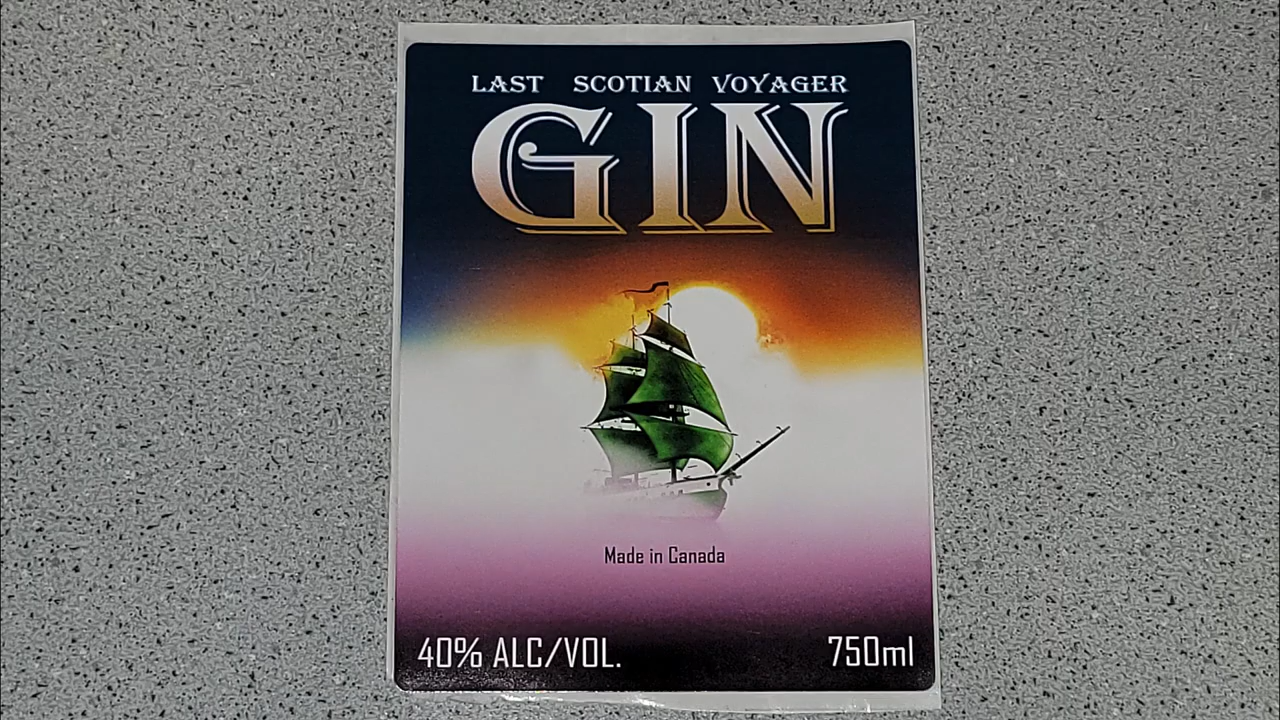 LAST SCOTIAN VOYAGER
GIN
Made in Canada
40% ALC/VOL.
750ml